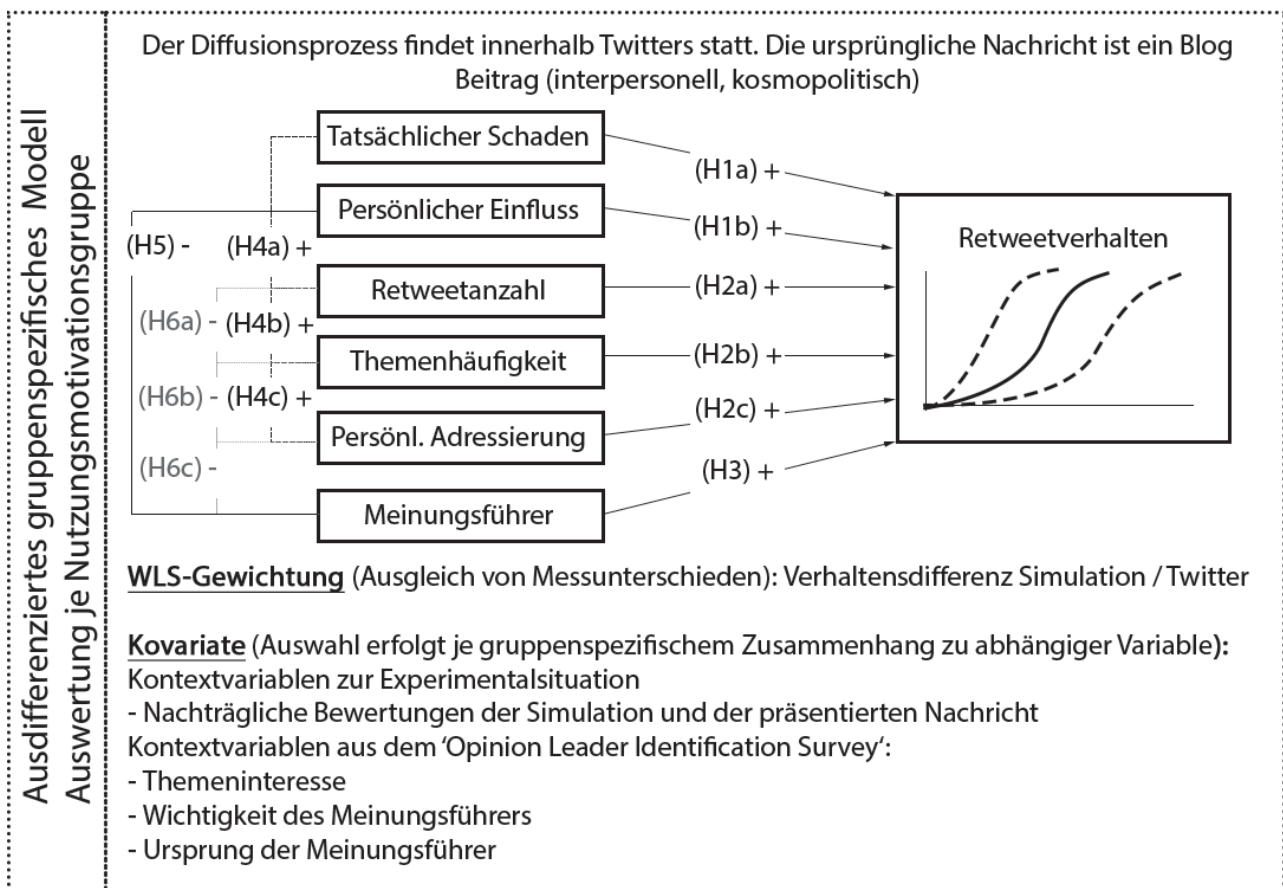 Ausdifferenziertes gruppenspezifisches Modell
Auswertung je Nutzungsmotivationsgruppe
Der Diffusionsprozess findet innerhalb Twitters statt. Die ursprüngliche Nachricht ist ein Blog
Beitrag (interpersonell, kosmopolitisch)
Tatsächlicher Schaden
(H1a) +
Persönlicher Einfluss
(H1b) +
(H5) -
(H4a) +
Retweetverhalten
Retweetanzahl
(H2a) +
(H6a) -
(H4b) +
Themenhäufigkeit
(H2b) +
(H6b) -
(H4c) +
Persönl. Adressierung
(H2c) +
(H6c) -
(H3) +
Meinungsführer
WLS-Gewichtung (Ausgleich von Messunterschieden): Verhaltensdifferenz Simulation / Twitter
Kovariate (Auswahl erfolgt je gruppenspezifischem Zusammenhang zu abhängiger Variable):
Kontextvariablen zur Experimentalsituation
- Nachträgliche Bewertungen der Simulation und der präsentierten Nachricht
Kontextvariablen aus dem ‘Opinion Leader Identification Survey‘:
- Themeninteresse
- Wichtigkeit des Meinungsführers
- Ursprung der Meinungsführer